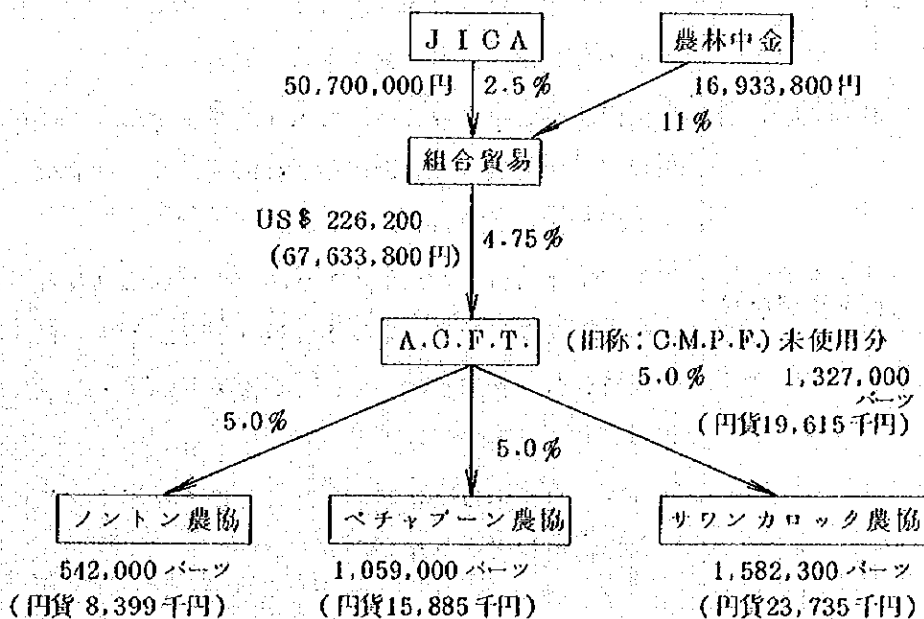 JICA
農林中金
50,700,000円 2.5%
16,933,800円
11%
組合貿易
US$ 226,200
(67,633,800円)
4.75%
A.C.F.T.
(旧称:C.M.P.F.)未使用分
5.0% 1,327,000
バーツ
(円貨19,615千円)
5.0%
5.0%
ノントン農協
ペチャブーン農協
サワンカロック農協
542,000バーツ
1,059,000バーツ
1,582,300バーツ
(円貨 8,399千円)
(円貨15,885千円)
(円貨23,735千円)